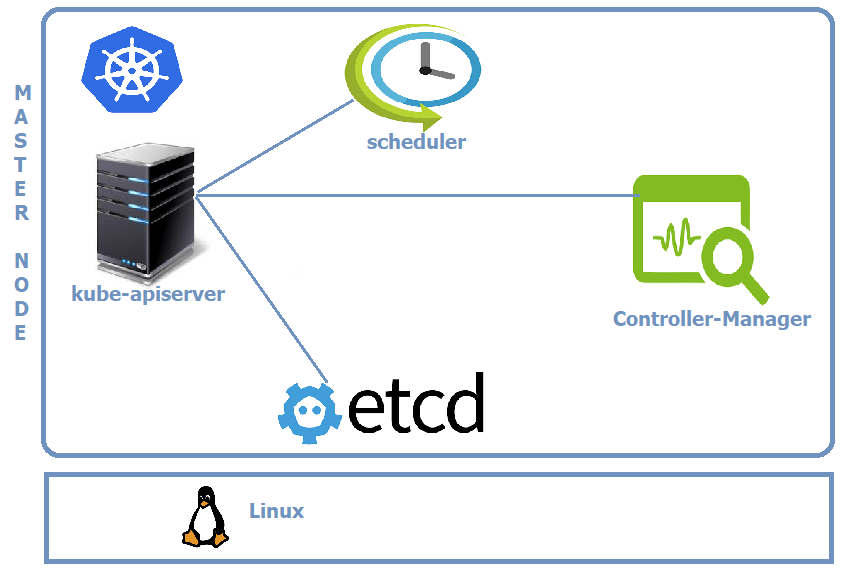 MASTER NODE
scheduler
kube-apiserver
Controller-Manager
etcd
Linux